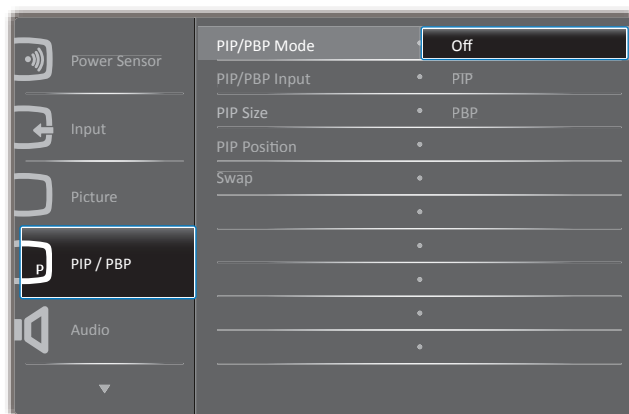 Power Sensor
Input
Picture
P
PIP / PBP
Audio
PIP/PBP Mode
Off
PIP/PBP Input
PIP
PIP Size
PBP
PIP Position
Swap